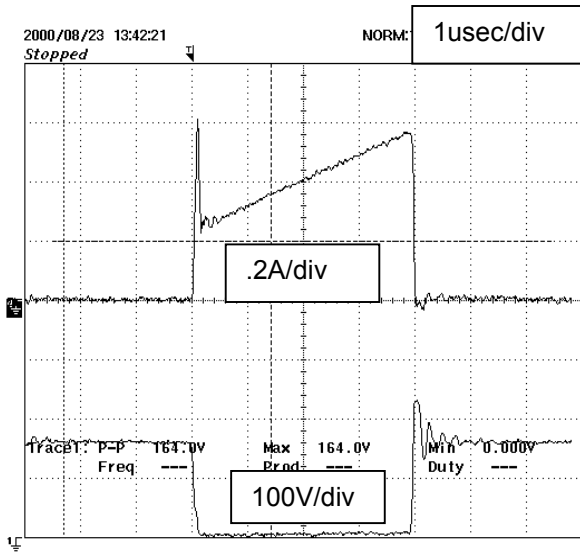 2000/08/23 13:42:21 NORM:
1usec/div
Stopped
T
.2A/div
Trace1: P-P 164.0V Max 164.0V Min 0.000V
Freq --- Prod --- Duty ---
100V/div
1